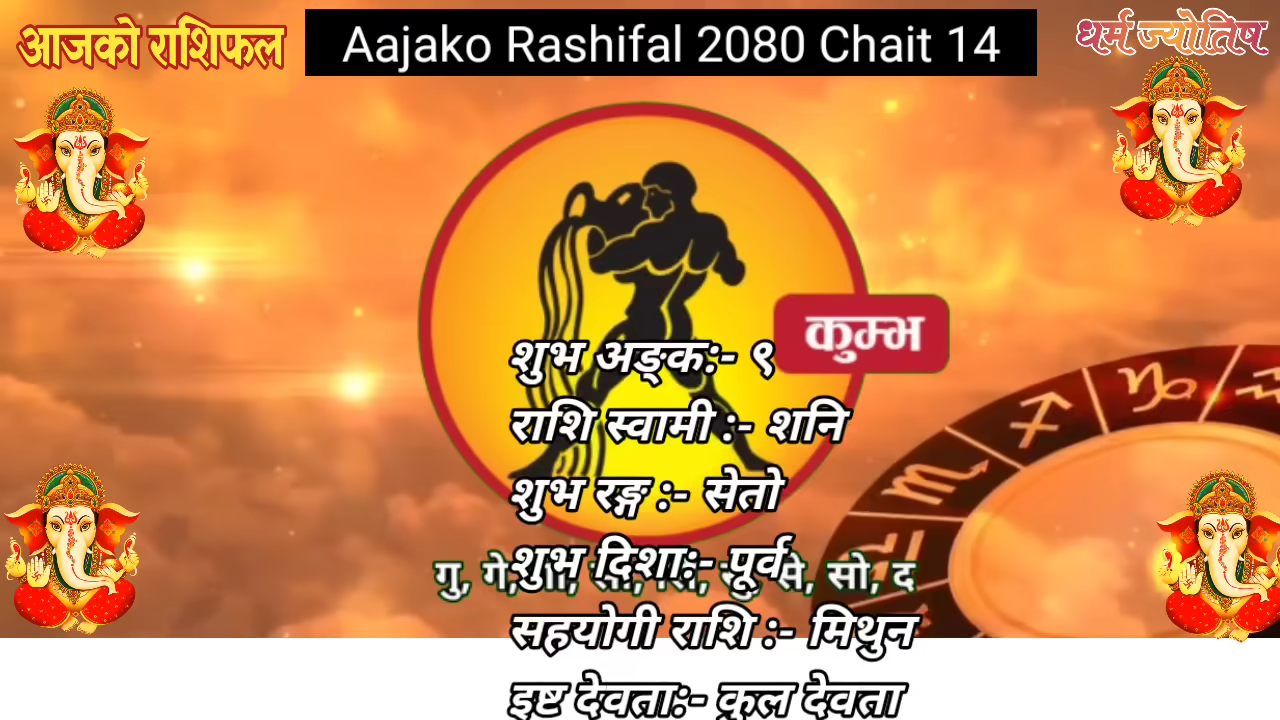 आजको राशिफल
Aajako Rashifal 2080 Chait 14
धर्म ज्योतिष
कुम्भ
शुभ अङ्क:- ९
राशि स्वामी :- शनि
शुभ रङ्ग :- सेतो
शुभ दिशा:- पूर्व
गु, गे, सो, द
सहयोगी राशि :- मिथुन
इष्ट देवता:- कुल देवता